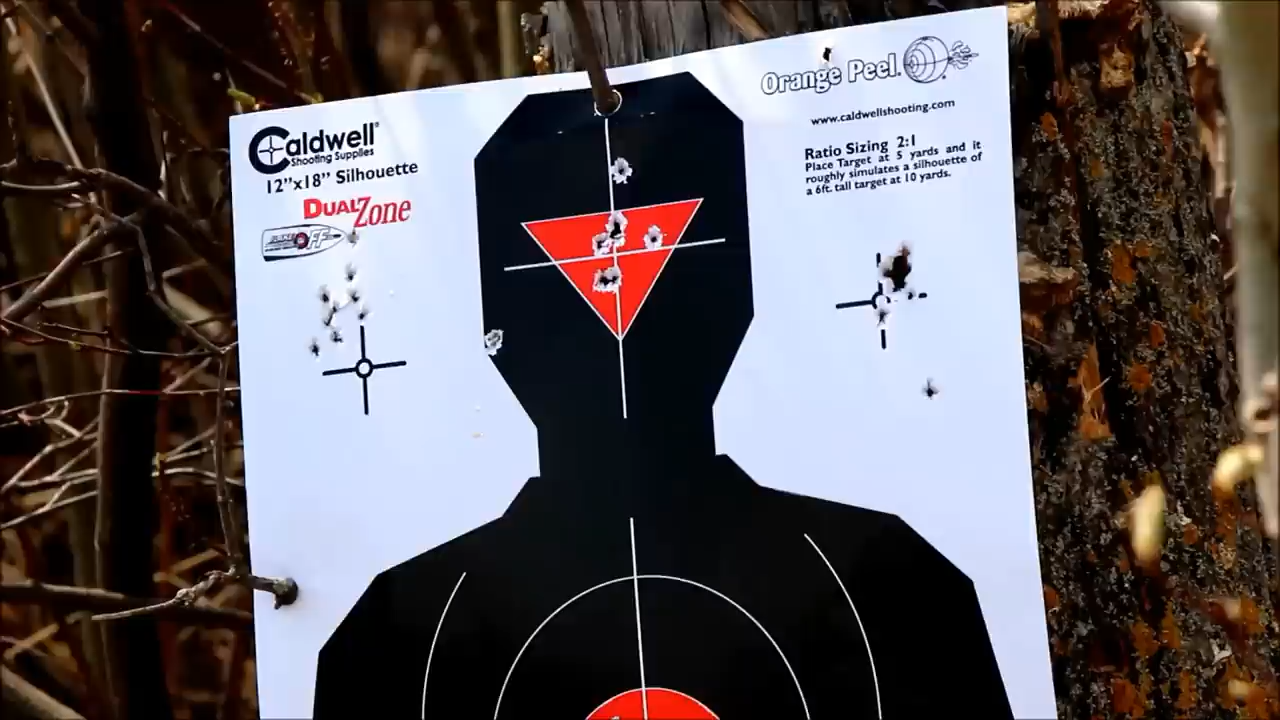 Caldwell®
Shooting Supplies
12”x18” Silhouette
DUALZONE
OFF
Orange Peel®
www.caldwellshooting.com
Ratio Sizing 2:1
Place Target at 5 yards and it
roughly simulates a silhouette of
a 6ft. tall target at 10 yards.